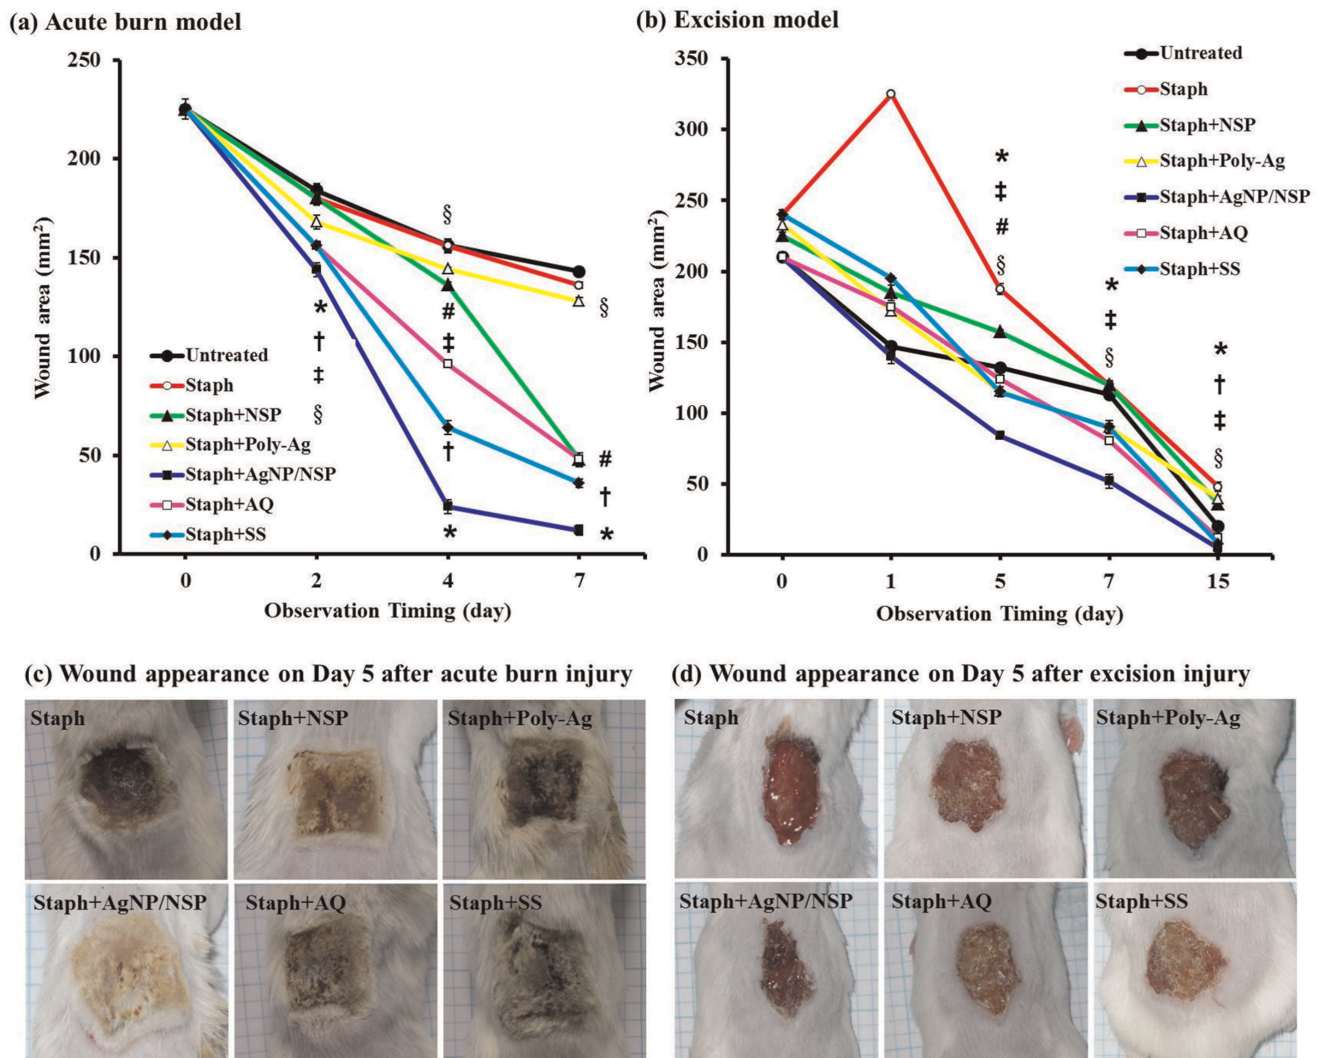 (a) Acute burn model
250
200
150
100
50
0
Wound area (mm²)
§
*
†
‡
§
#
‡
†
*
§
#
†
*
Untreated
Staph
Staph+NSP
Staph+Poly-Ag
Staph+AgNP/NSP
Staph+AQ
Staph+SS
0 2 4 7
Observation Timing (day)
(b) Excision model
350
300
250
200
150
100
50
0
Wound area (mm²)
Untreated
Staph
Staph+NSP
Staph+Poly-Ag
Staph+AgNP/NSP
Staph+AQ
Staph+SS
*
‡
#
§
*
‡
§
*
†
‡
§
0 1 5 7 15
Observation Timing (day)
(c) Wound appearance on Day 5 after acute burn injury
Staph Staph+NSP Staph+Poly-Ag
Staph+AgNP/NSP Staph+AQ Staph+SS
(d) Wound appearance on Day 5 after excision injury
Staph Staph+NSP Staph+Poly-Ag
Staph+AgNP/NSP Staph+AQ Staph+SS